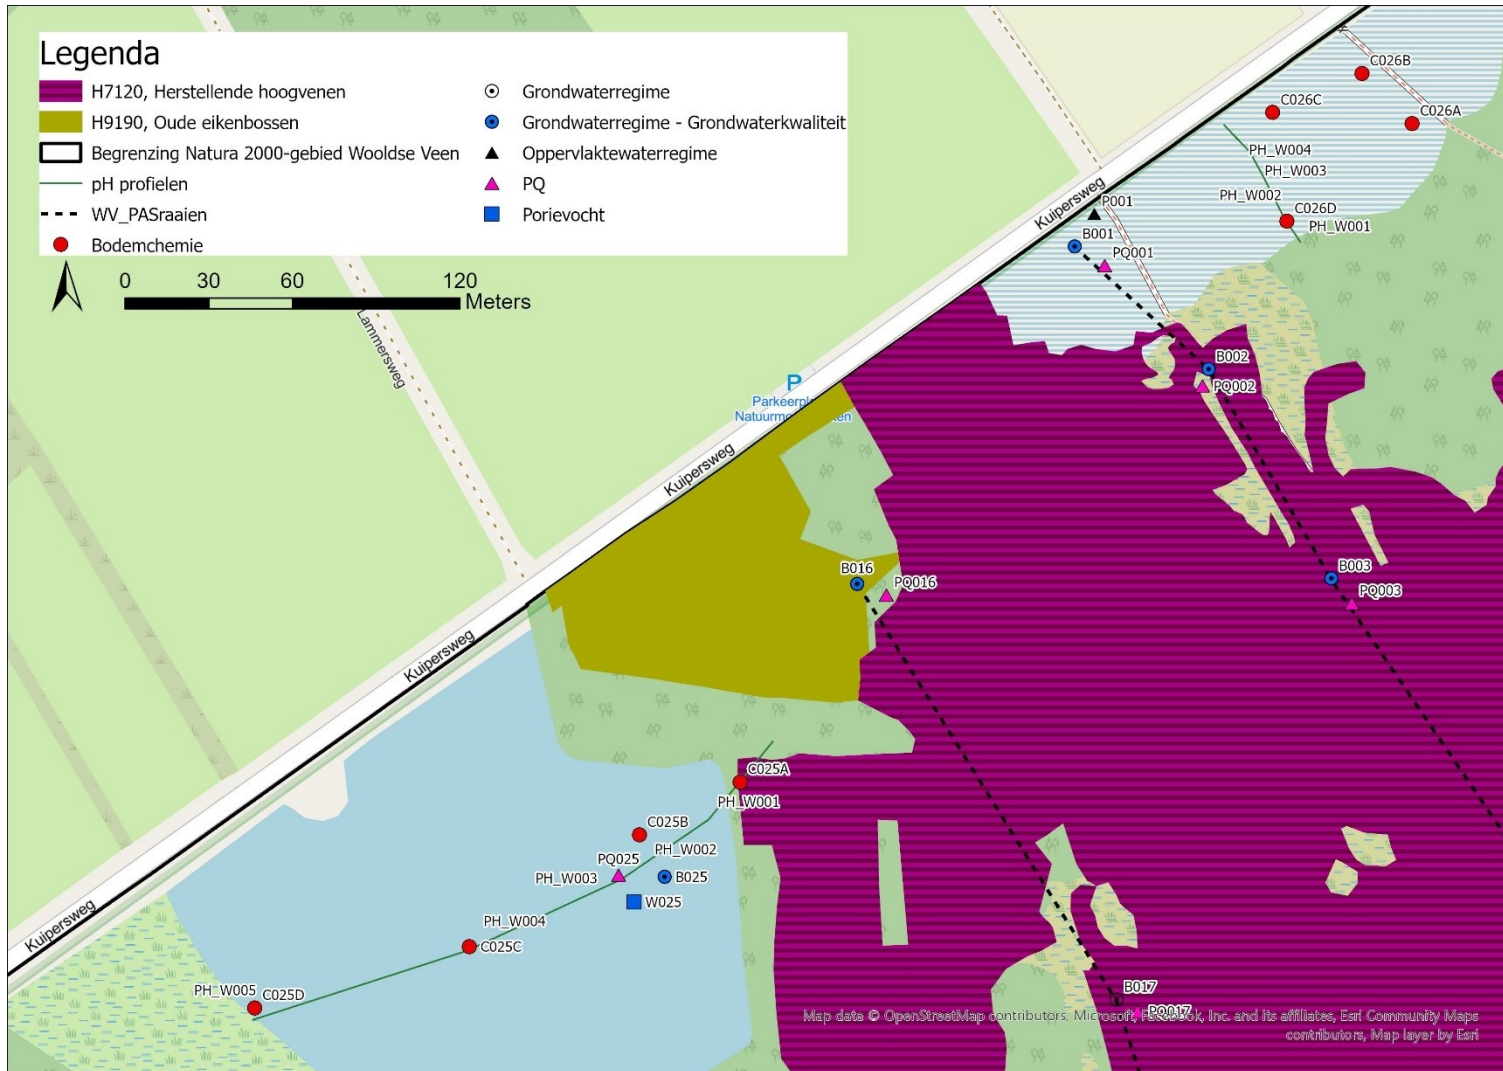 Legenda
H7120, Herstellende hoogvenen
H9190, Oude eikenbossen
Begrenzing Natura 2000-gebied Wooldse Veen
pH profielen
WV_PASraaien
Bodemchemie
Grondwaterregime
Grondwaterregime - Grondwaterkwaliteit
Oppervlaktewaterregime
PQ
Porievocht
0 30 60 120
Meters
Lammersweg
C026B
C026C
C026A
PH_W004
PH_W003
PH_W002
C026D
PH_W001
Kuipersweg
P001
B001
PQ001
B002
PQ002
P
Kuipersweg
B016
PQ016
B003
PQ003
Kuipersweg
C025A
PH_W001
C025B
PH_W002
PQ025
PH_W003
B025
W025
PH_W004
C025C
Kuipersweg
PH_W005
C025D
B017
PQ017
Map data © OpenStreetMap contributors, Microsoft, Facebook, Inc. and its affiliates, Esri Community Maps
contributors, Map layer by Esri